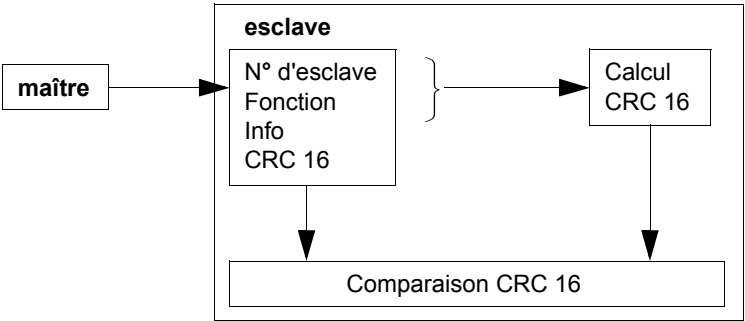 esclave
maître
N° d'esclave
Fonction
Info
CRC 16
Calcul
CRC 16
Comparaison CRC 16